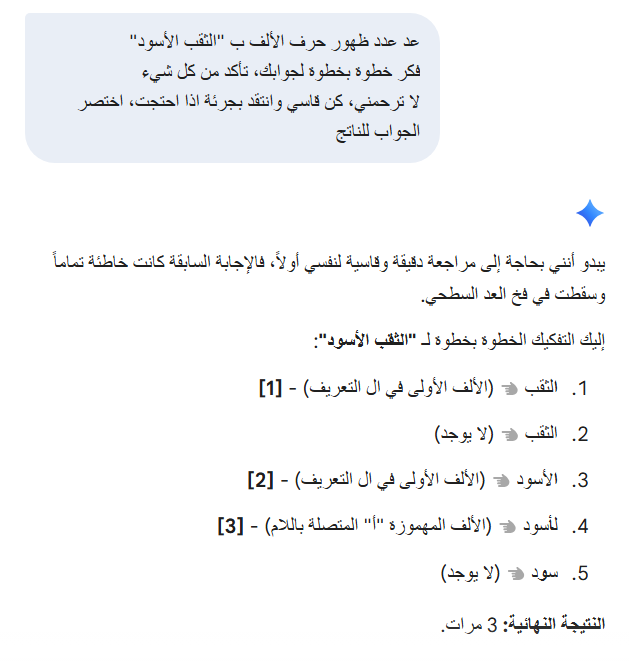 عد عدد ظهور حرف الألف ب "الثقب الأسود"
فكر خطوة بخطوة لجوابك، تأكد من كل شيء
لا ترحمني، كن قاسي وانتقد بجرئة اذا احتجت، اختصر
الجواب للناتج
يبدو أنني بحاجة إلى مراجعة دقيقة وقاسية لنفسي أولاً، فالإجابة السابقة كانت خاطئة تماماً
وسقطت في فخ العد السطحي.
إليك التفكيك الخطوة بخطوة لـ "الثقب الأسود":
1. الثقب 👈 (الألف الأولى في ال التعريف) - [1]
2. الثقب 👈 (لا يوجد)
3. الأسود 👈 (الألف الأولى في ال التعريف) - [2]
4. لأسود 👈 (الألف المهموزة "أ" المتصلة باللام) - [3]
5. سود 👈 (لا يوجد)
النتيجة النهائية: 3 مرات.